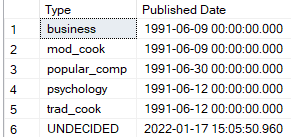 Type Published Date
1 business 1991-06-09 00:00:00.000
2 mod_cook 1991-06-09 00:00:00.000
3 popular_comp 1991-06-30 00:00:00.000
4 psychology 1991-06-12 00:00:00.000
5 trad_cook 1991-06-12 00:00:00.000
6 UNDECIDED 2022-01-17 15:05:50.960